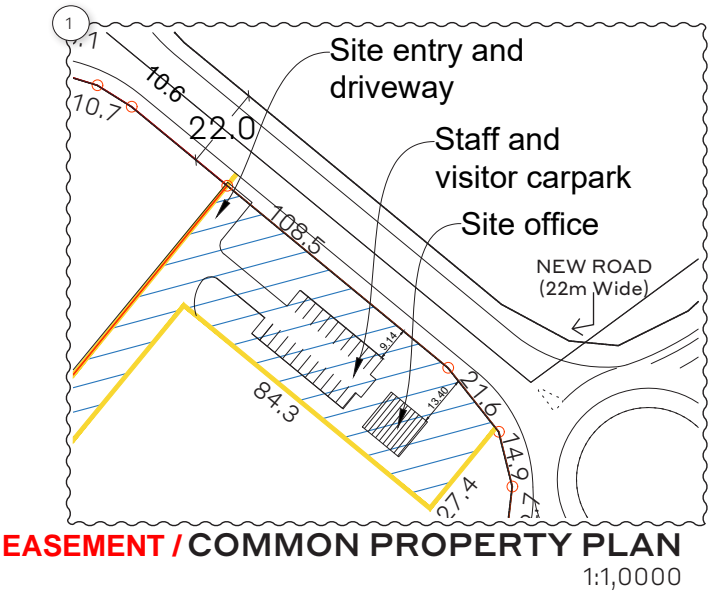 1
.1
Site entry and
driveway
10.6
10.7
22.0
Staff and
visitor carpark
108.5
Site office
NEW ROAD
(22m Wide)
9.14
21.6
13.40
84.3
14.9
27.4
EASEMENT / COMMON PROPERTY PLAN
1:1,0000